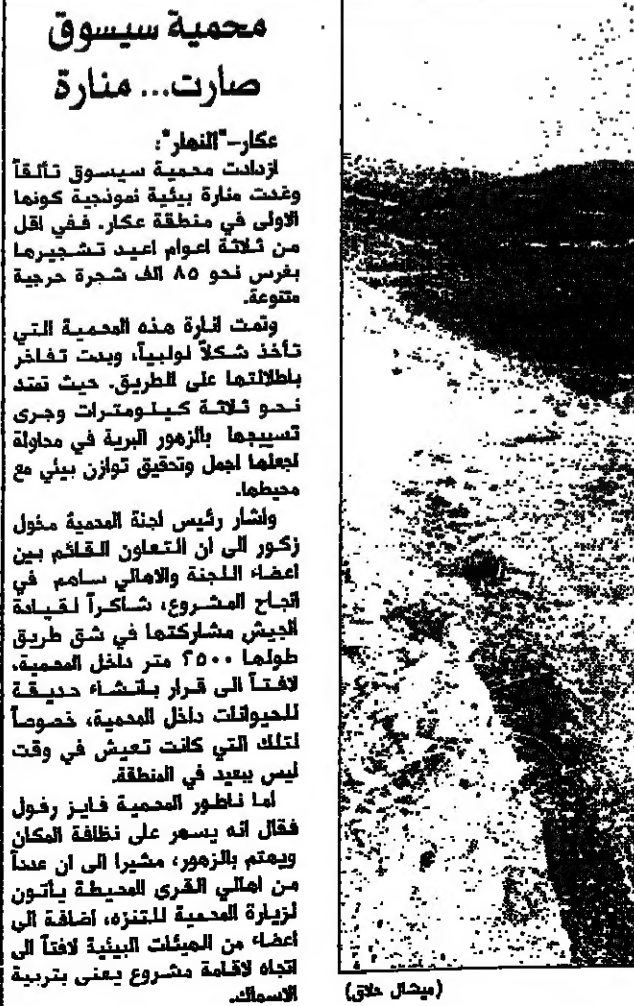 محمية سيسوق
صارت... منارة
عكار–"النهار":
ازدادت محمية سيسوق تألقاً
وغدت منارة بيئية نموذجية كونها
الاولى في منطقة عكار. ففي اقل
من ثلاثة اعوام اعيد تشجيرها
بغرس نحو ٨٥ الف شجرة حرجية
متنوعة.
وتمت انارة هذه المحمية التي
تأخذ شكلاً لولبياً، وبدت تفاخر
باطلالتها على الطريق. حيث تمتد
نحو ثلاثة كيلومترات وجرى
تسييجها بالزهور البرية في محاولة
لجعلها اجمل وتحقيق توازن بيئي مع
محيطها.
واشار رئيس لجنة المحمية مخول
زكور الى ان التعاون القائم بين
اعضاء اللجنة والاهالي ساهم في
انجاح المشروع، شاكراً لقيادة
الجيش مشاركتها في شق طريق
طولها ٢٥٠٠ متر داخل المحمية،
لافتاً الى قرار بانشاء حديقة
للحيوانات داخل المحمية، خصوصاً
لتلك التي كانت تعيش في وقت
ليس ببعيد في المنطقة.
اما ناطور المحمية فايز رفول
فقال انه يسهر على نظافة المكان
ويهتم بالزهور، مشيرا الى ان عدداً
من اهالي القرى المحيطة يأتون
لزيارة المحمية للتنزه، اضافة الى
اعضاء من الهيئات البيئية لافتاً الى
اتجاه لاقامة مشروع يعنى بتربية
الاسماك.
(ميشال حلاق)